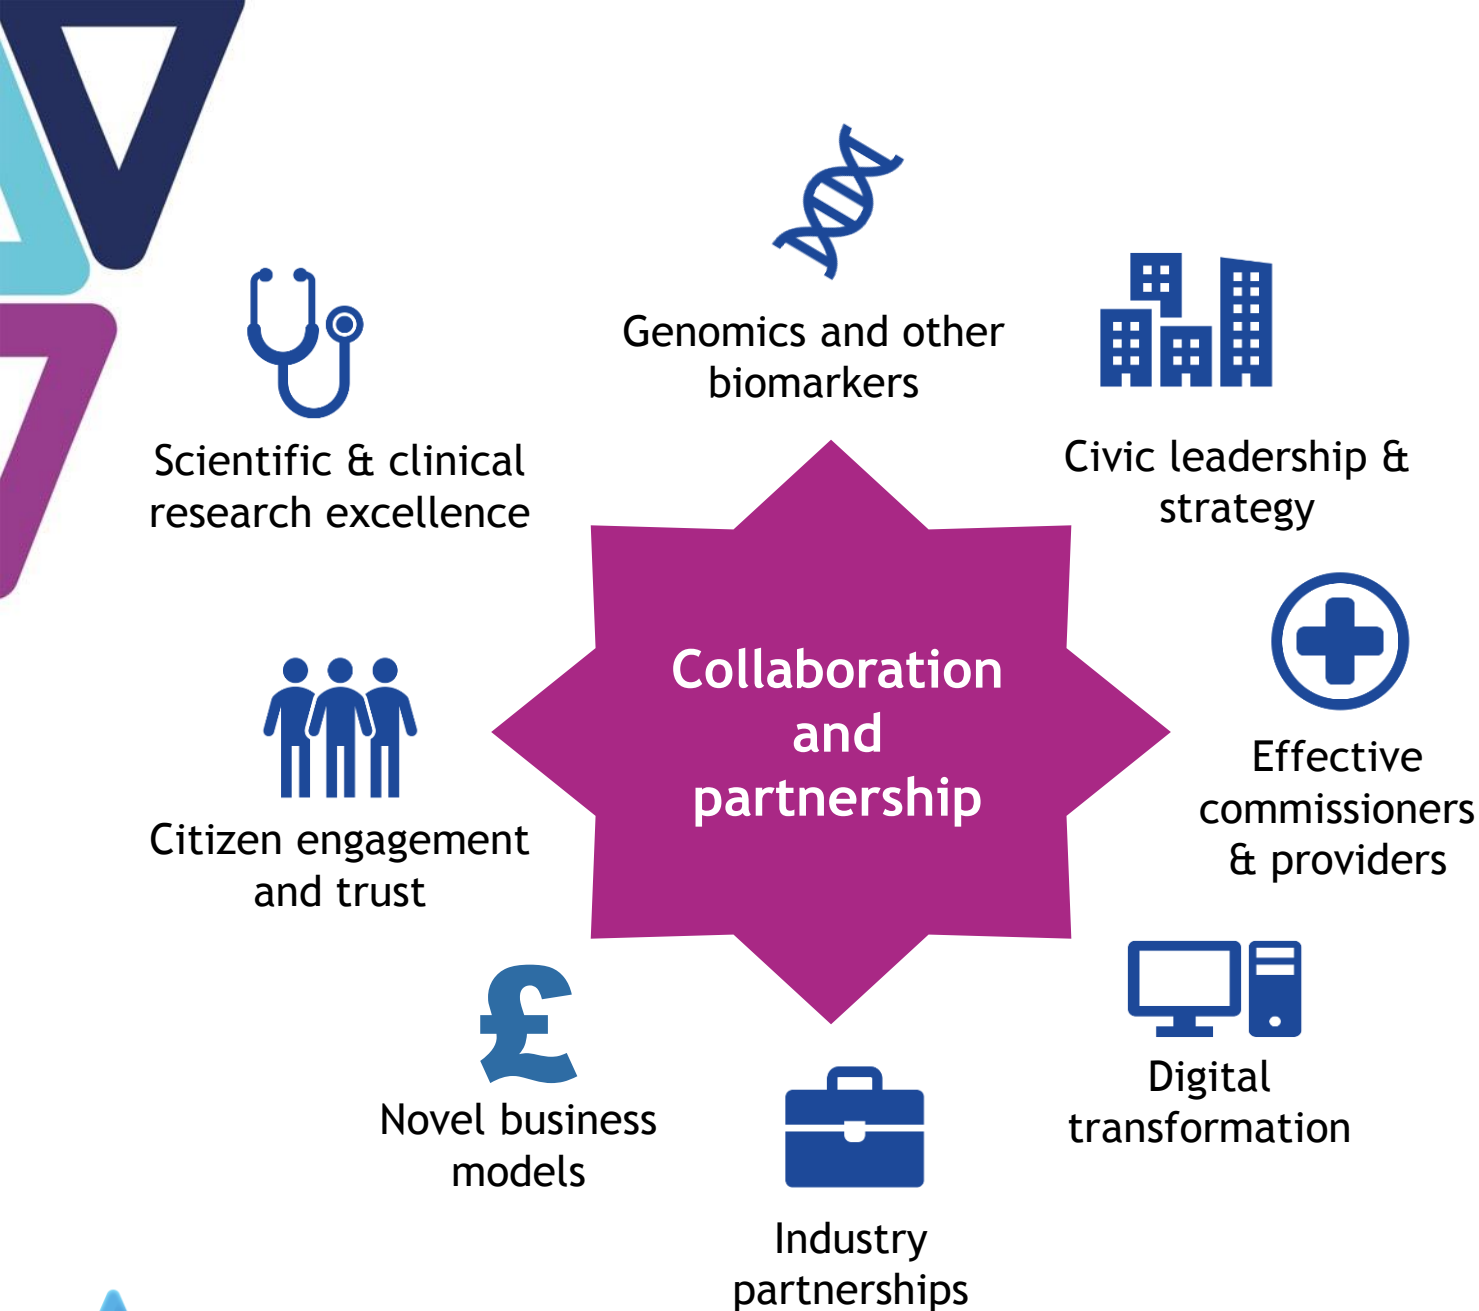 Genomics and other
biomarkers
Scientific & clinical
research excellence
Civic leadership &
strategy
Collaboration
and
partnership
Effective
commissioners
& providers
Citizen engagement
and trust
£
Novel business
models
Digital
transformation
Industry
partnerships